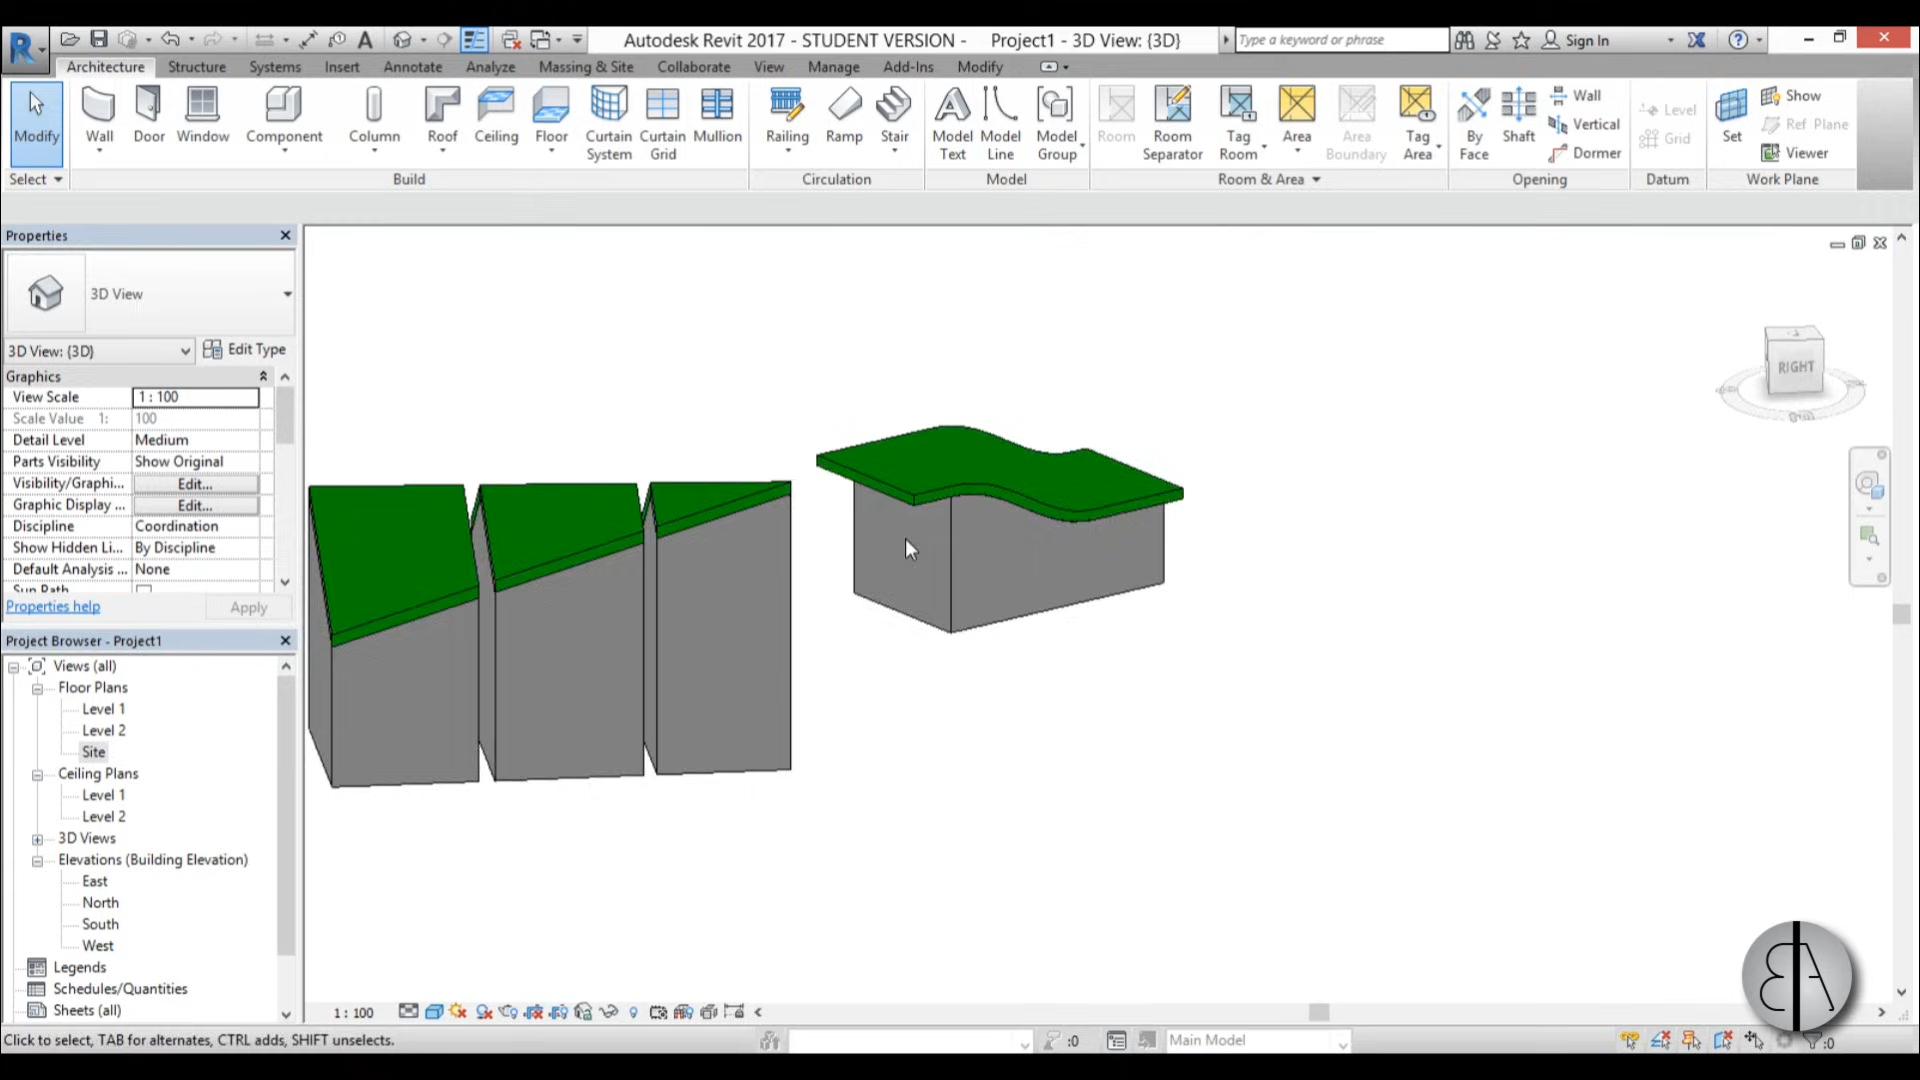 Autodesk Revit 2017 - STUDENT VERSION - Project1 - 3D View: {3D}
Type a keyword or phrase
Sign In
Architecture Structure Systems Insert Annotate Analyze Massing & Site Collaborate View Manage Add-Ins Modify
Modify Wall Door Window Component Column Roof Ceiling Floor Curtain System Curtain Grid Mullion Railing Ramp Stair Model Text Model Line Model Group Room Room Separator Tag Room Area Area Boundary Tag Area By Face Shaft Wall Vertical Dormer Level Grid Set Show Ref Plane Viewer
Select Build Circulation Model Room & Area Opening Datum Work Plane
Properties
3D View
3D View: {3D} Edit Type
Graphics
View Scale 1 : 100
Scale Value 1: 100
Detail Level Medium
Parts Visibility Show Original
Visibility/Graphi... Edit...
Graphic Display ... Edit...
Discipline Coordination
Show Hidden Li... By Discipline
Default Analysis ... None
Sun Path
Properties help Apply
Project Browser - Project1
Views (all)
Floor Plans
Level 1
Level 2
Site
Ceiling Plans
Level 1
Level 2
3D Views
Elevations (Building Elevation)
East
North
South
West
Legends
Schedules/Quantities
Sheets (all)
RIGHT
1 : 100
Click to select, TAB for alternates, CTRL adds, SHIFT unselects.
:0
Main Model
:0